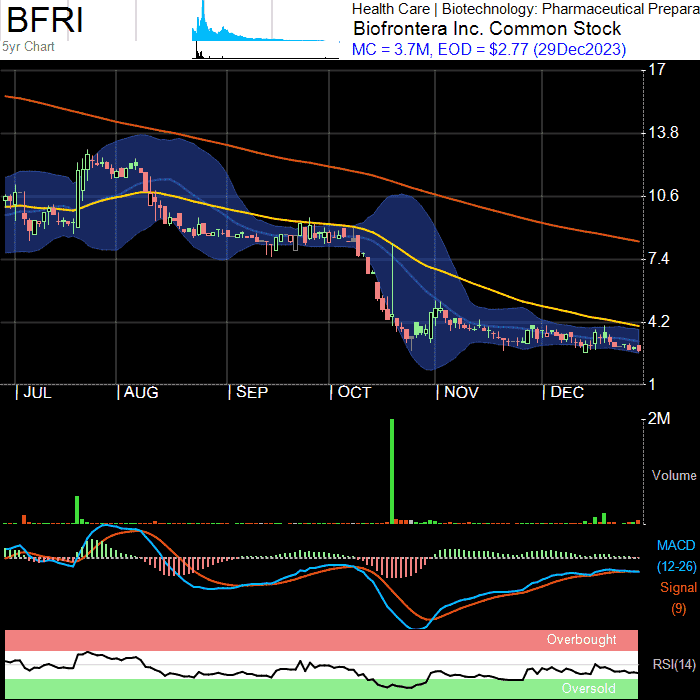 BFRI
5yr Chart
Health Care | Biotechnology: Pharmaceutical Prepara
Biofrontera Inc. Common Stock
MC = 3.7M, EOD = $2.77 (29Dec2023)
17
13.8
10.6
7.4
4.2
1
JUL AUG SEP OCT NOV DEC
2M
Volume
MACD
(12-26)
Signal
(9)
Overbought
RSI(14)
Oversold